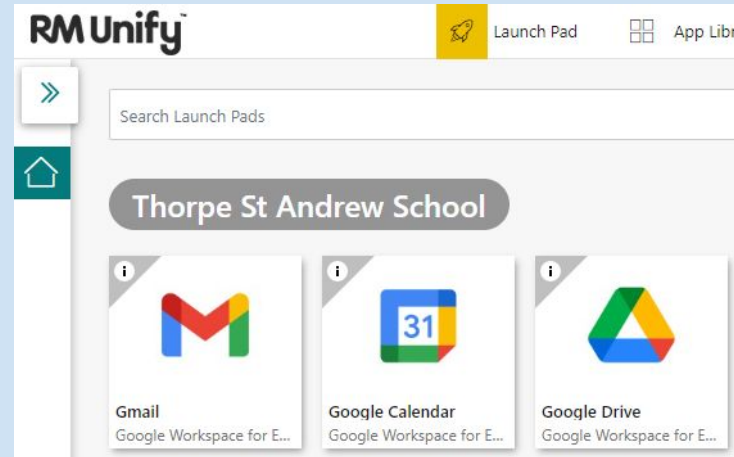 RM Unify™
Launch Pad
App Libr
Search Launch Pads
Thorpe St Andrew School
i
i
i
31
Gmail
Google Workspace for E...
Google Calendar
Google Workspace for E...
Google Drive
Google Workspace for E...